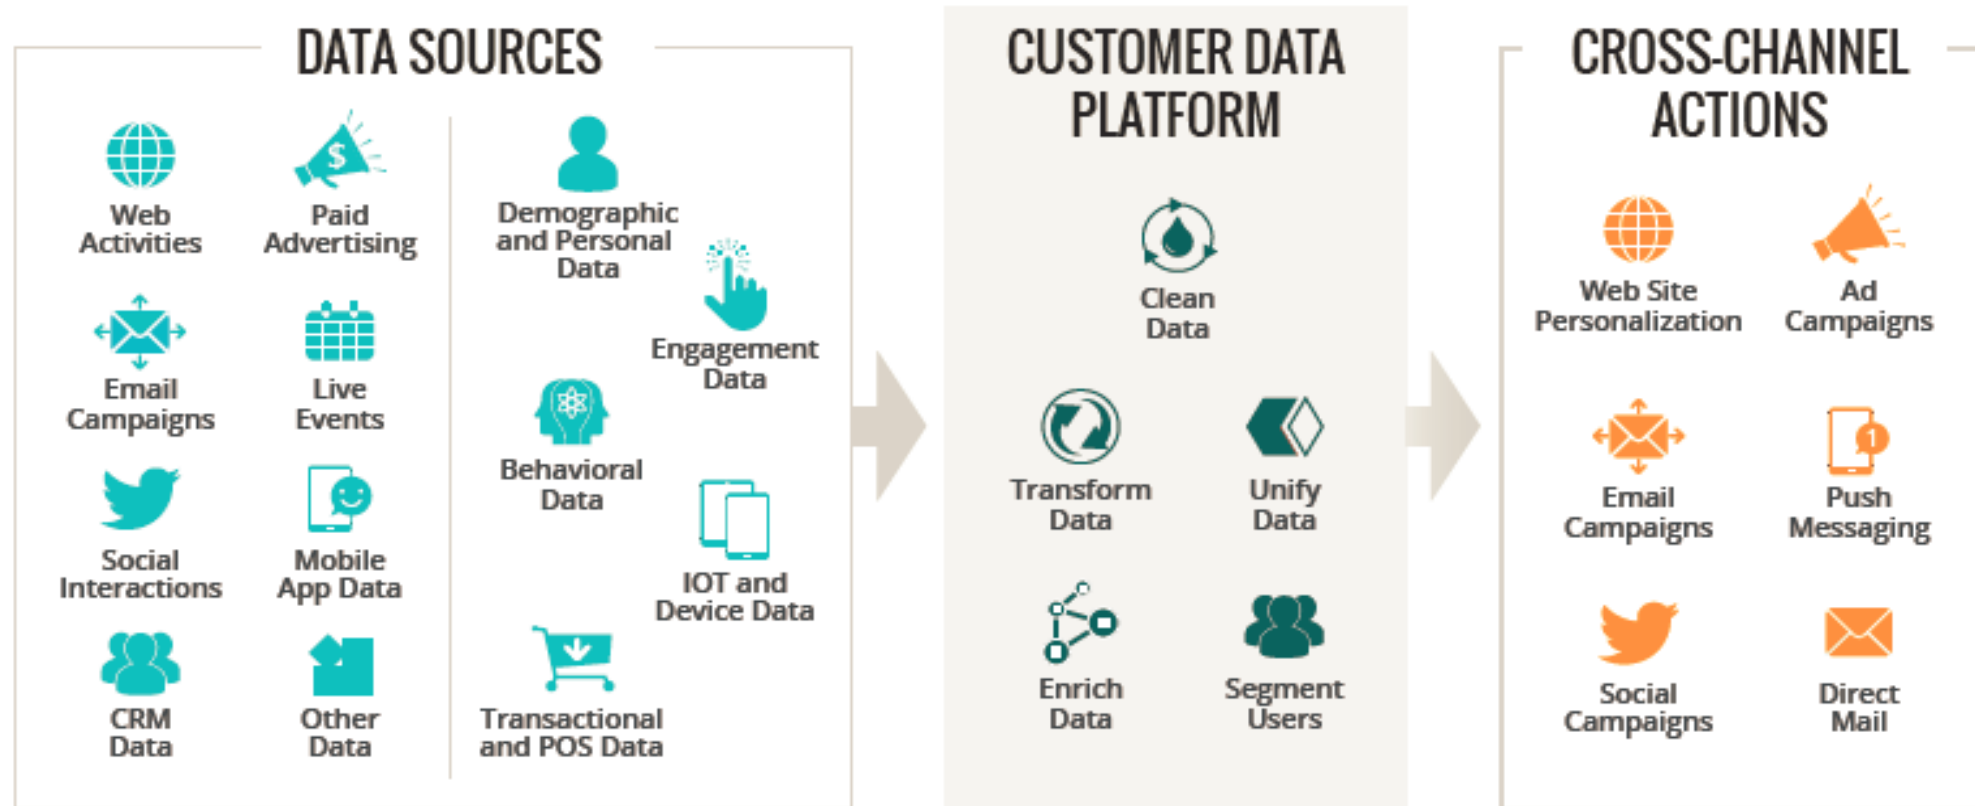 DATA SOURCES
Web
Activities
Paid
Advertising
Email
Campaigns
Live
Events
Social
Interactions
Mobile
App Data
CRM
Data
Other
Data
Demographic
and Personal
Data
Engagement
Data
Behavioral
Data
IOT and
Device Data
Transactional
and POS Data
CUSTOMER DATA
PLATFORM
Clean
Data
Transform
Data
Unify
Data
Enrich
Data
Segment
Users
CROSS-CHANNEL
ACTIONS
Web Site
Personalization
Ad
Campaigns
Email
Campaigns
1
Push
Messaging
Social
Campaigns
Direct
Mail